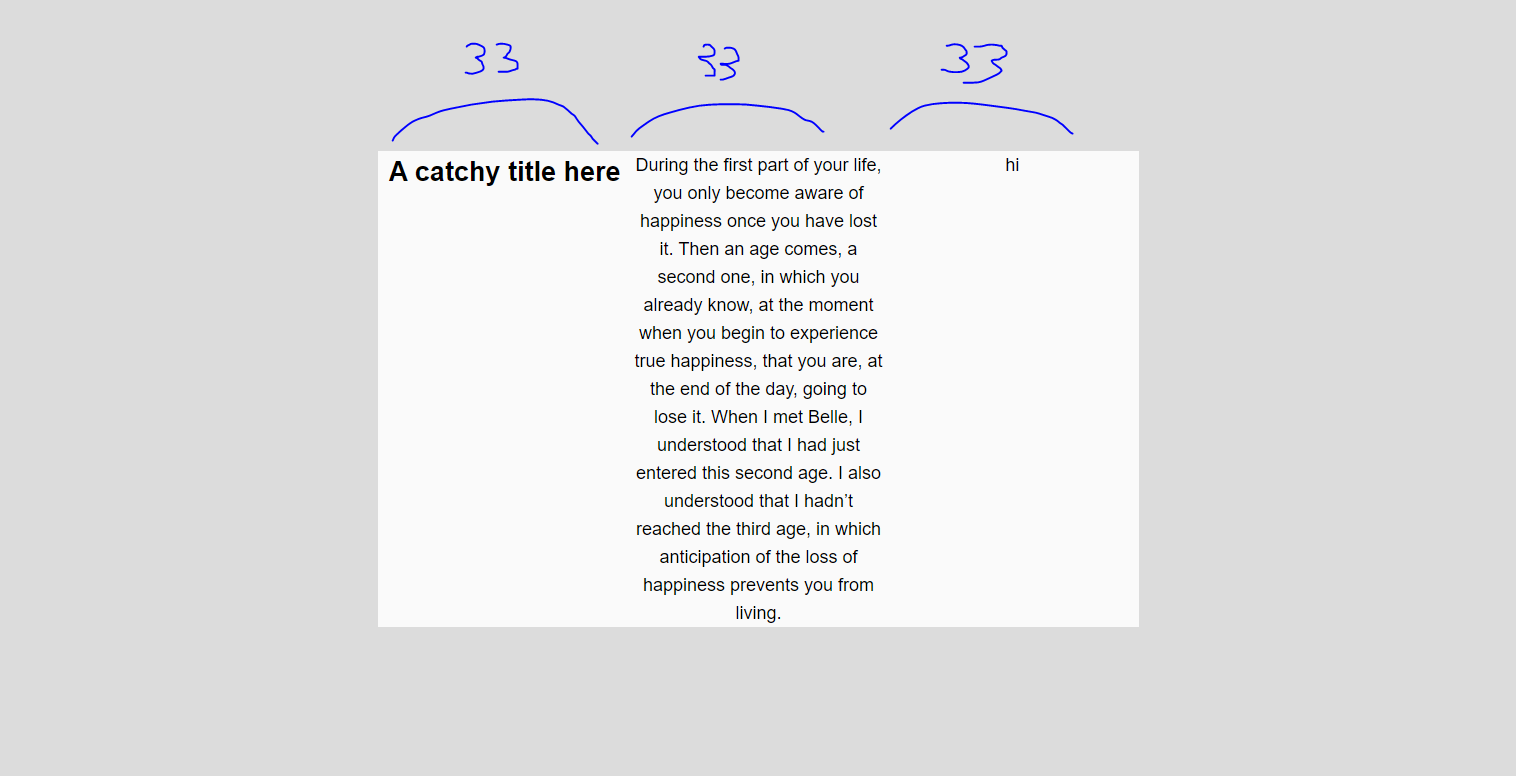 33 33 33
A catchy title here
During the first part of your life,
you only become aware of
happiness once you have lost
it. Then an age comes, a
second one, in which you
already know, at the moment
when you begin to experience
true happiness, that you are, at
the end of the day, going to
lose it. When I met Belle, I
understood that I had just
entered this second age. I also
understood that I hadn’t
reached the third age, in which
anticipation of the loss of
happiness prevents you from
living.
hi